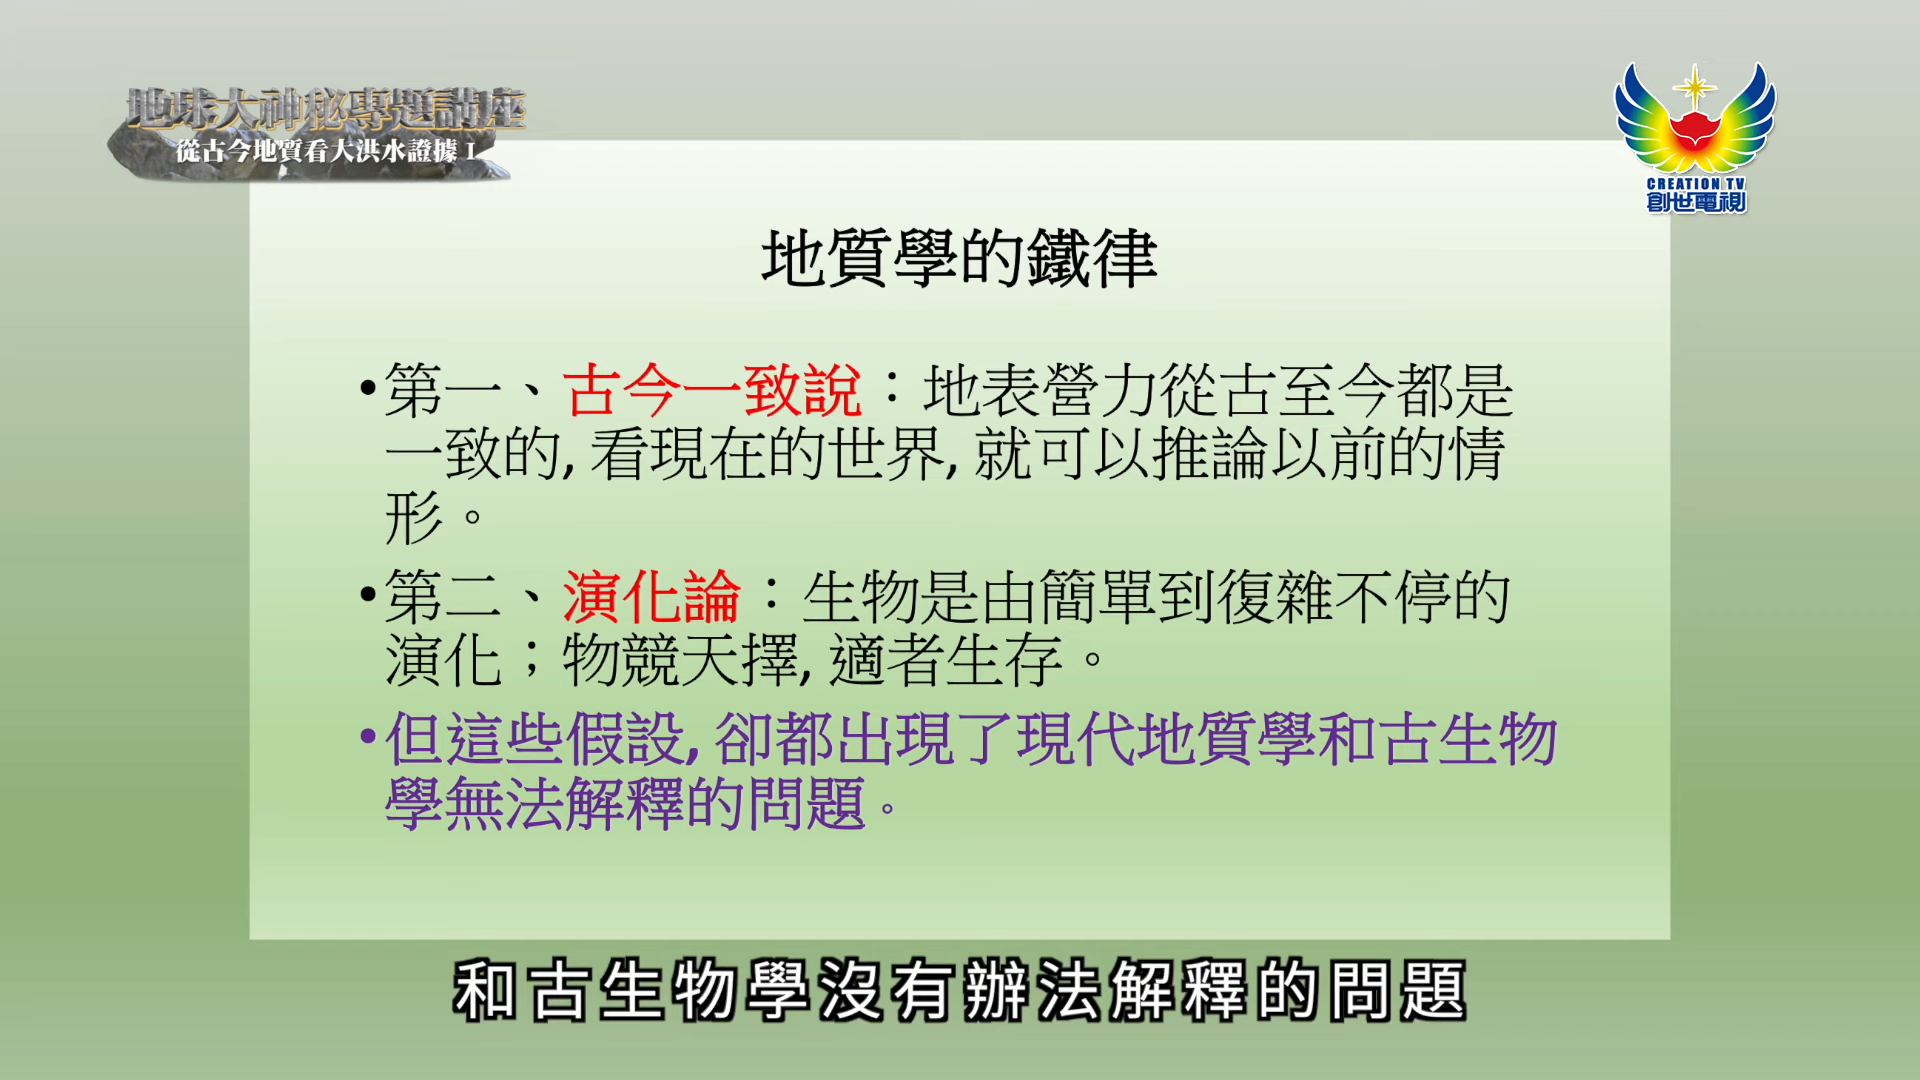 地球大神秘專題講座
從古今地質看大洪水證據 I
CREATION TV
創世電視
地質學的鐵律
•第一、古今一致說：地表營力從古至今都是
一致的, 看現在的世界, 就可以推論以前的情
形。
•第二、演化論：生物是由簡單到復雜不停的
演化；物競天擇, 適者生存。
•但這些假設, 卻都出現了現代地質學和古生物
學無法解釋的問題。
和古生物學沒有辦法解釋的問題